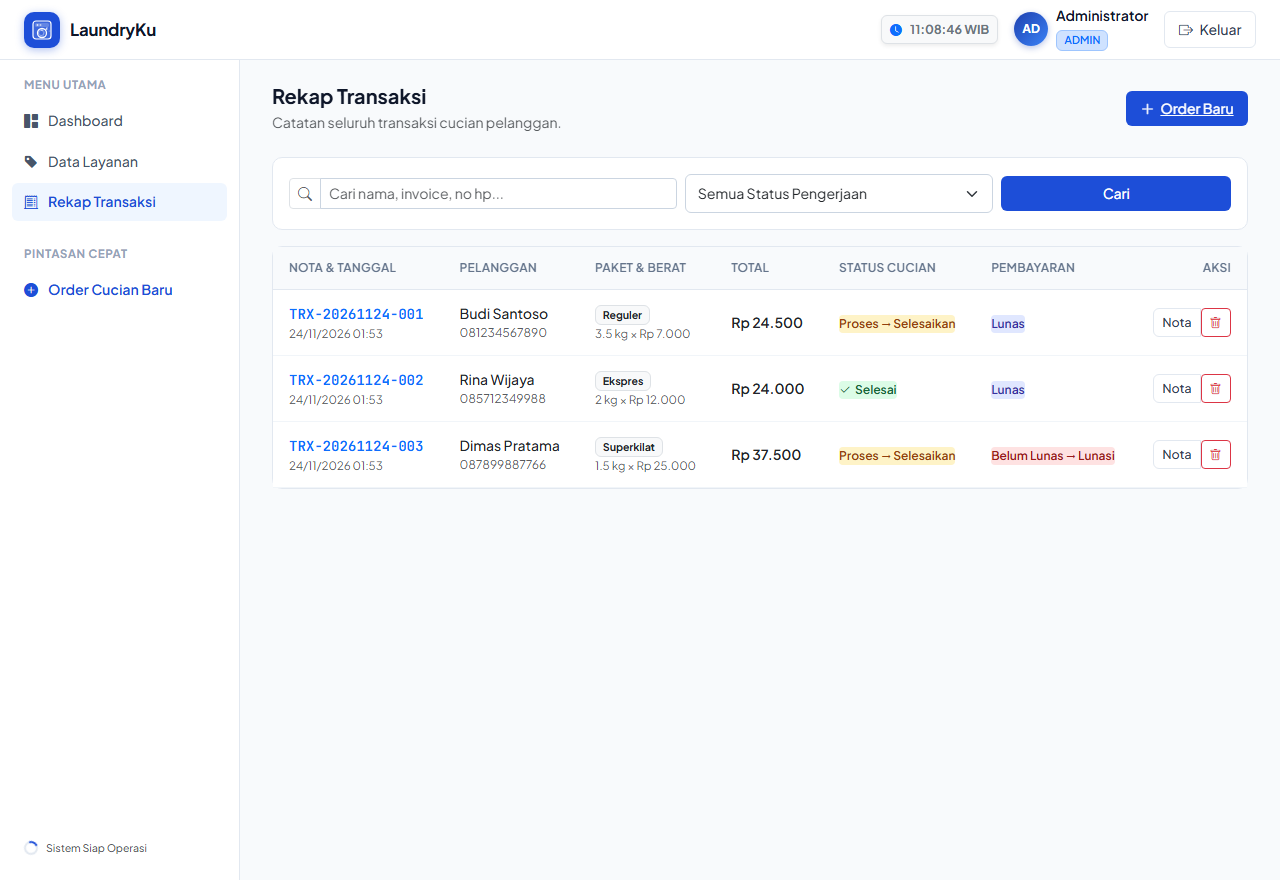 LaundryKu
11:08:46 WIB
AD
Administrator
ADMIN
Keluar
MENU UTAMA
Dashboard
Data Layanan
Rekap Transaksi
PINTASAN CEPAT
Order Cucian Baru
Sistem Siap Operasi
Rekap Transaksi
Catatan seluruh transaksi cucian pelanggan.
Order Baru
Cari nama, invoice, no hp...
Semua Status Pengerjaan
Cari
NOTA & TANGGAL PELANGGAN PAKET & BERAT TOTAL STATUS CUCIAN PEMBAYARAN AKSI
TRX-20261124-001 Budi Santoso Reguler Rp 24.500 Proses → Selesaikan Lunas Nota
24/11/2026 01:53 081234567890 3.5 kg × Rp 7.000
TRX-20261124-002 Rina Wijaya Ekspres Rp 24.000 Selesai Lunas Nota
24/11/2026 01:53 085712349988 2 kg × Rp 12.000
TRX-20261124-003 Dimas Pratama Superkilat Rp 37.500 Proses → Selesaikan Belum Lunas → Lunasi Nota
24/11/2026 01:53 087899887766 1.5 kg × Rp 25.000